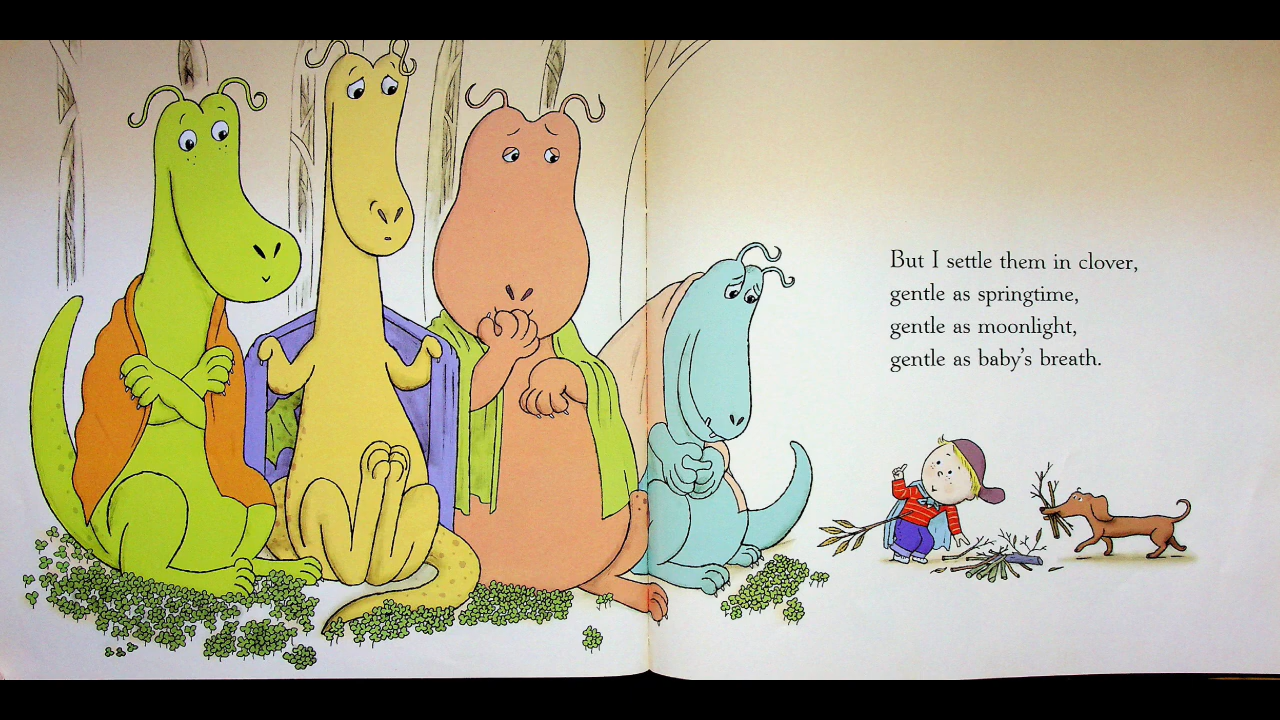 But I settle them in clover,
gentle as springtime,
gentle as moonlight,
gentle as baby's breath.